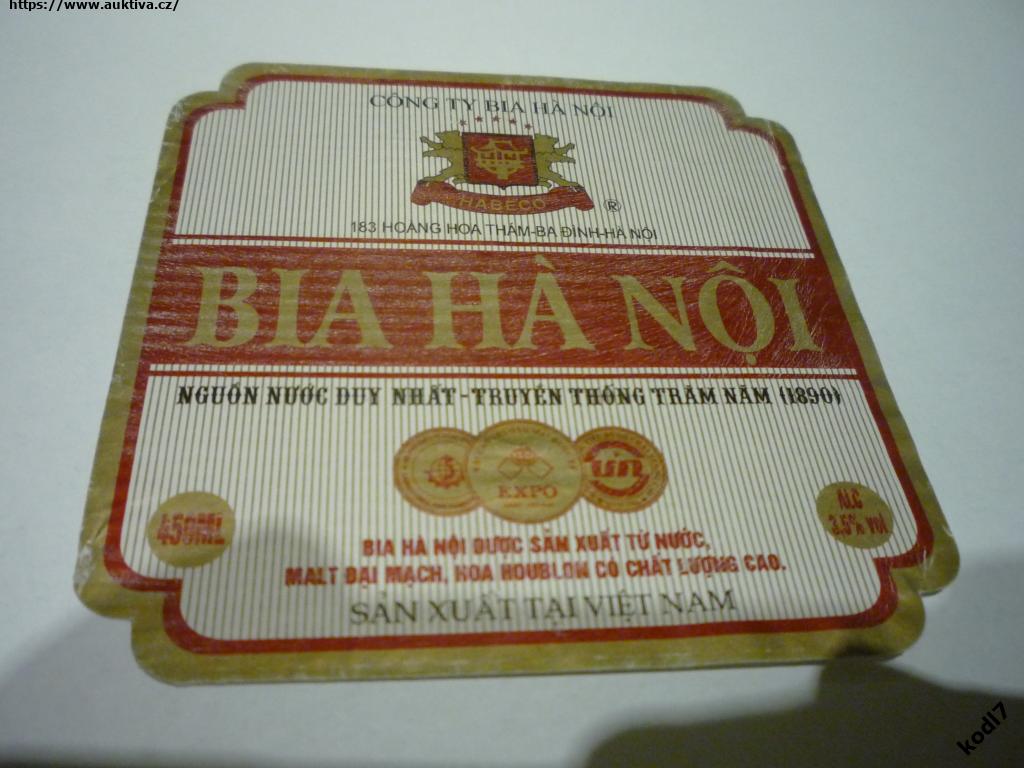 https://www.auktiva.cz/
CÔNG TY BIA HÀ NỘI
HABECO ®
183 HOÀNG HOA THÁM-BA ĐÌNH-HÀ NỘI
BIA HÀ NỘI
NGUỒN NƯỚC DUY NHẤT-TRUYỀN THỐNG TRĂM NĂM (1890)
EXPO
450ML
ALC
3.5% vol
BIA HÀ NỘI ĐƯỢC SẢN XUẤT TỪ NƯỚC,
MALT ĐẠI MẠCH, HOA HOUBLON CÓ CHẤT LƯỢNG CAO.
SẢN XUẤT TẠI VIỆT NAM
kodl7